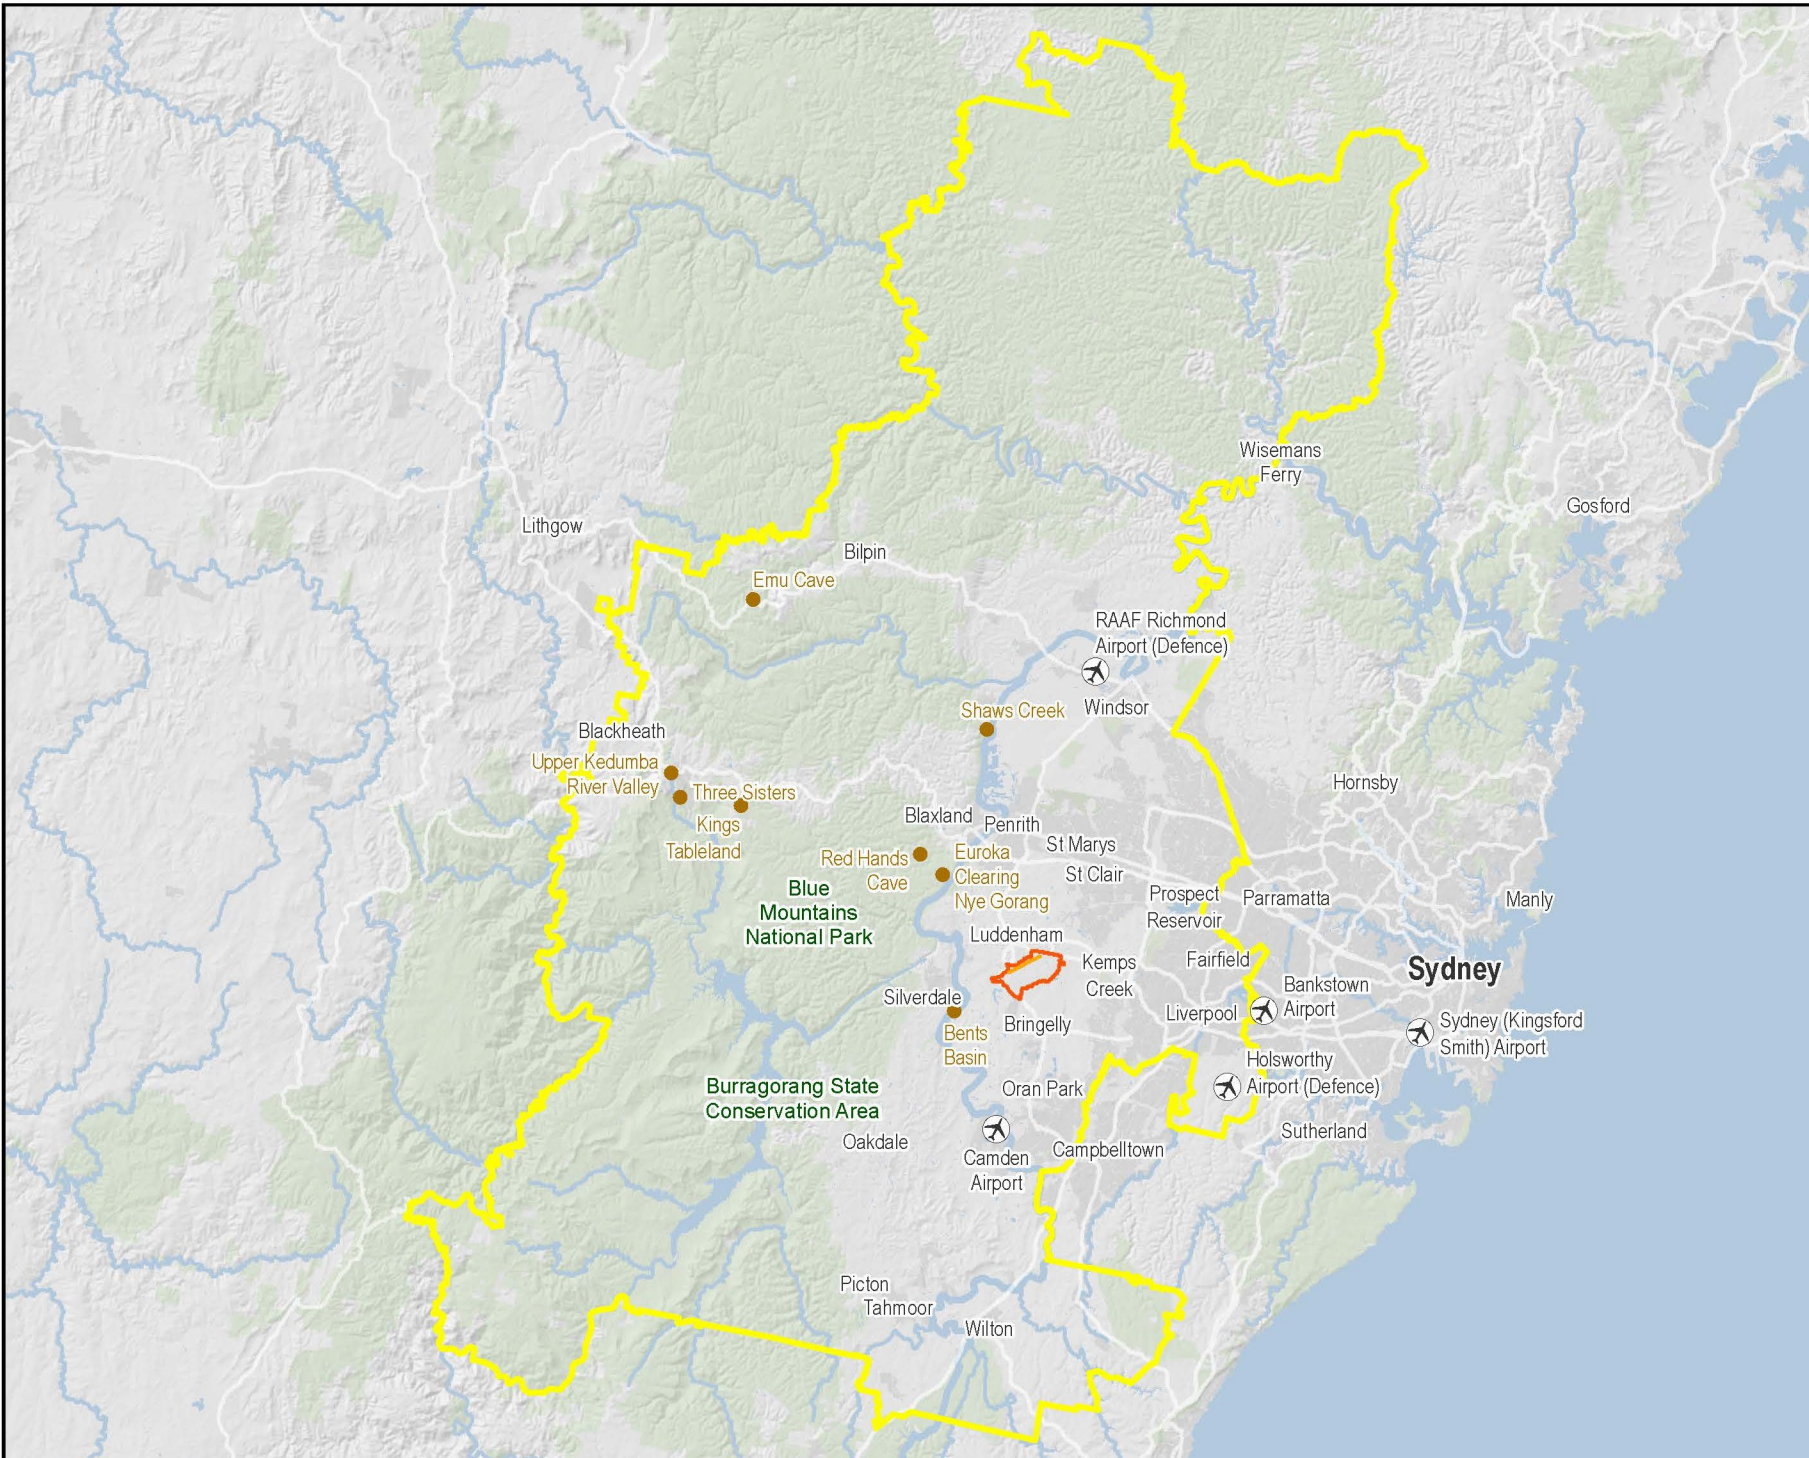 Wisemans
Ferry
Gosford
Lithgow
Bilpin
Emu Cave
RAAF Richmond
Airport (Defence)
Windsor
Shaws Creek
Blackheath
Upper Kedumba
River Valley
Three Sisters
Kings
Tableland
Hornsby
Blaxland
Penrith
St Marys
St Clair
Red Hands
Cave
Euroka
Clearing
Nye Gorang
Blue
Mountains
National Park
Prospect
Reservoir
Parramatta
Manly
Luddenham
Kemps
Creek
Fairfield
Sydney
Silverdale
Bents
Basin
Bringelly
Liverpool
Bankstown
Airport
Sydney (Kingsford
Smith) Airport
Holsworthy
Airport (Defence)
Burragorang State
Conservation Area
Oran Park
Oakdale
Camden
Airport
Campbelltown
Sutherland
Picton
Tahmoor
Wilton